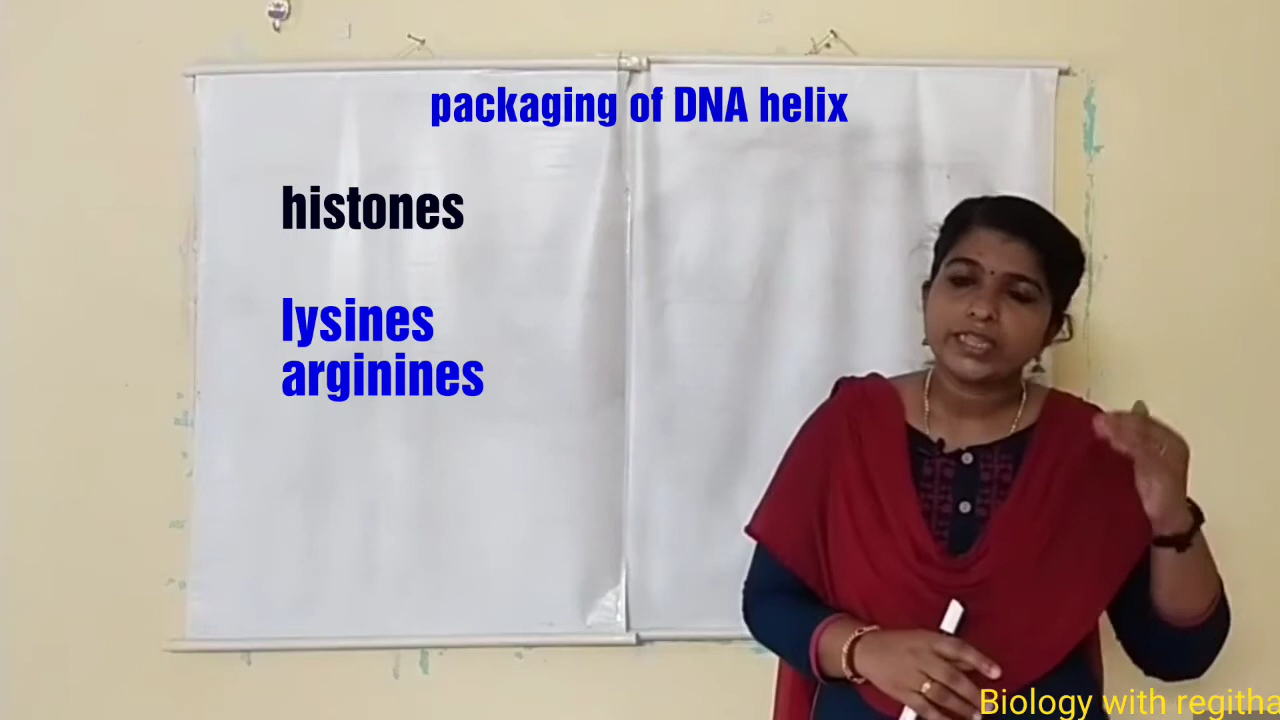 packaging of DNA helix
histones
lysines
arginines
Biology with regitha